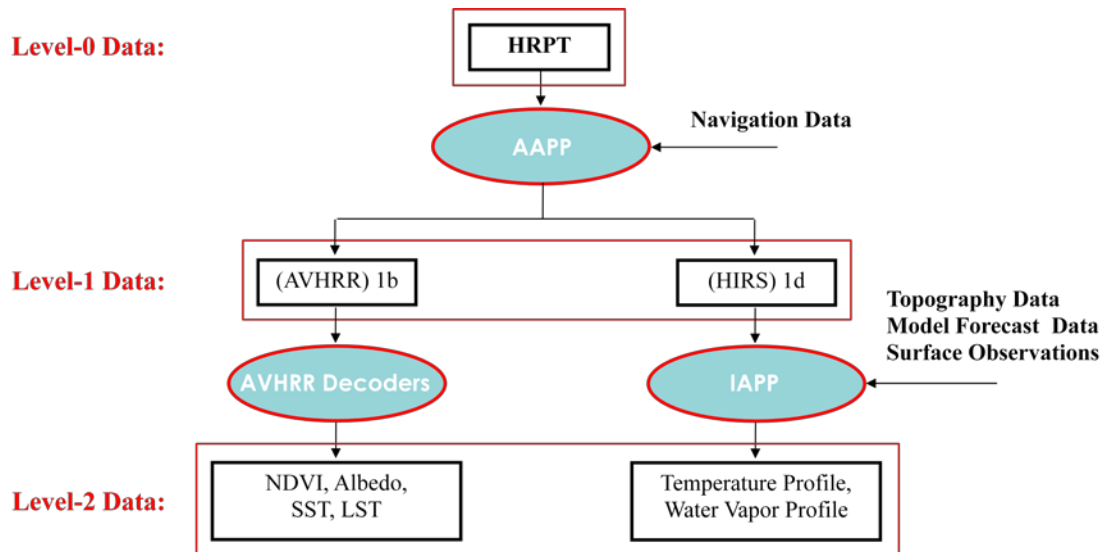 Level-0 Data:
HRPT
AAPP
Navigation Data
Level-1 Data:
(AVHRR) 1b
(HIRS) 1d
Topography Data
Model Forecast Data
Surface Observations
AVHRR Decoders
IAPP
Level-2 Data:
NDVI, Albedo,
SST, LST
Temperature Profile,
Water Vapor Profile